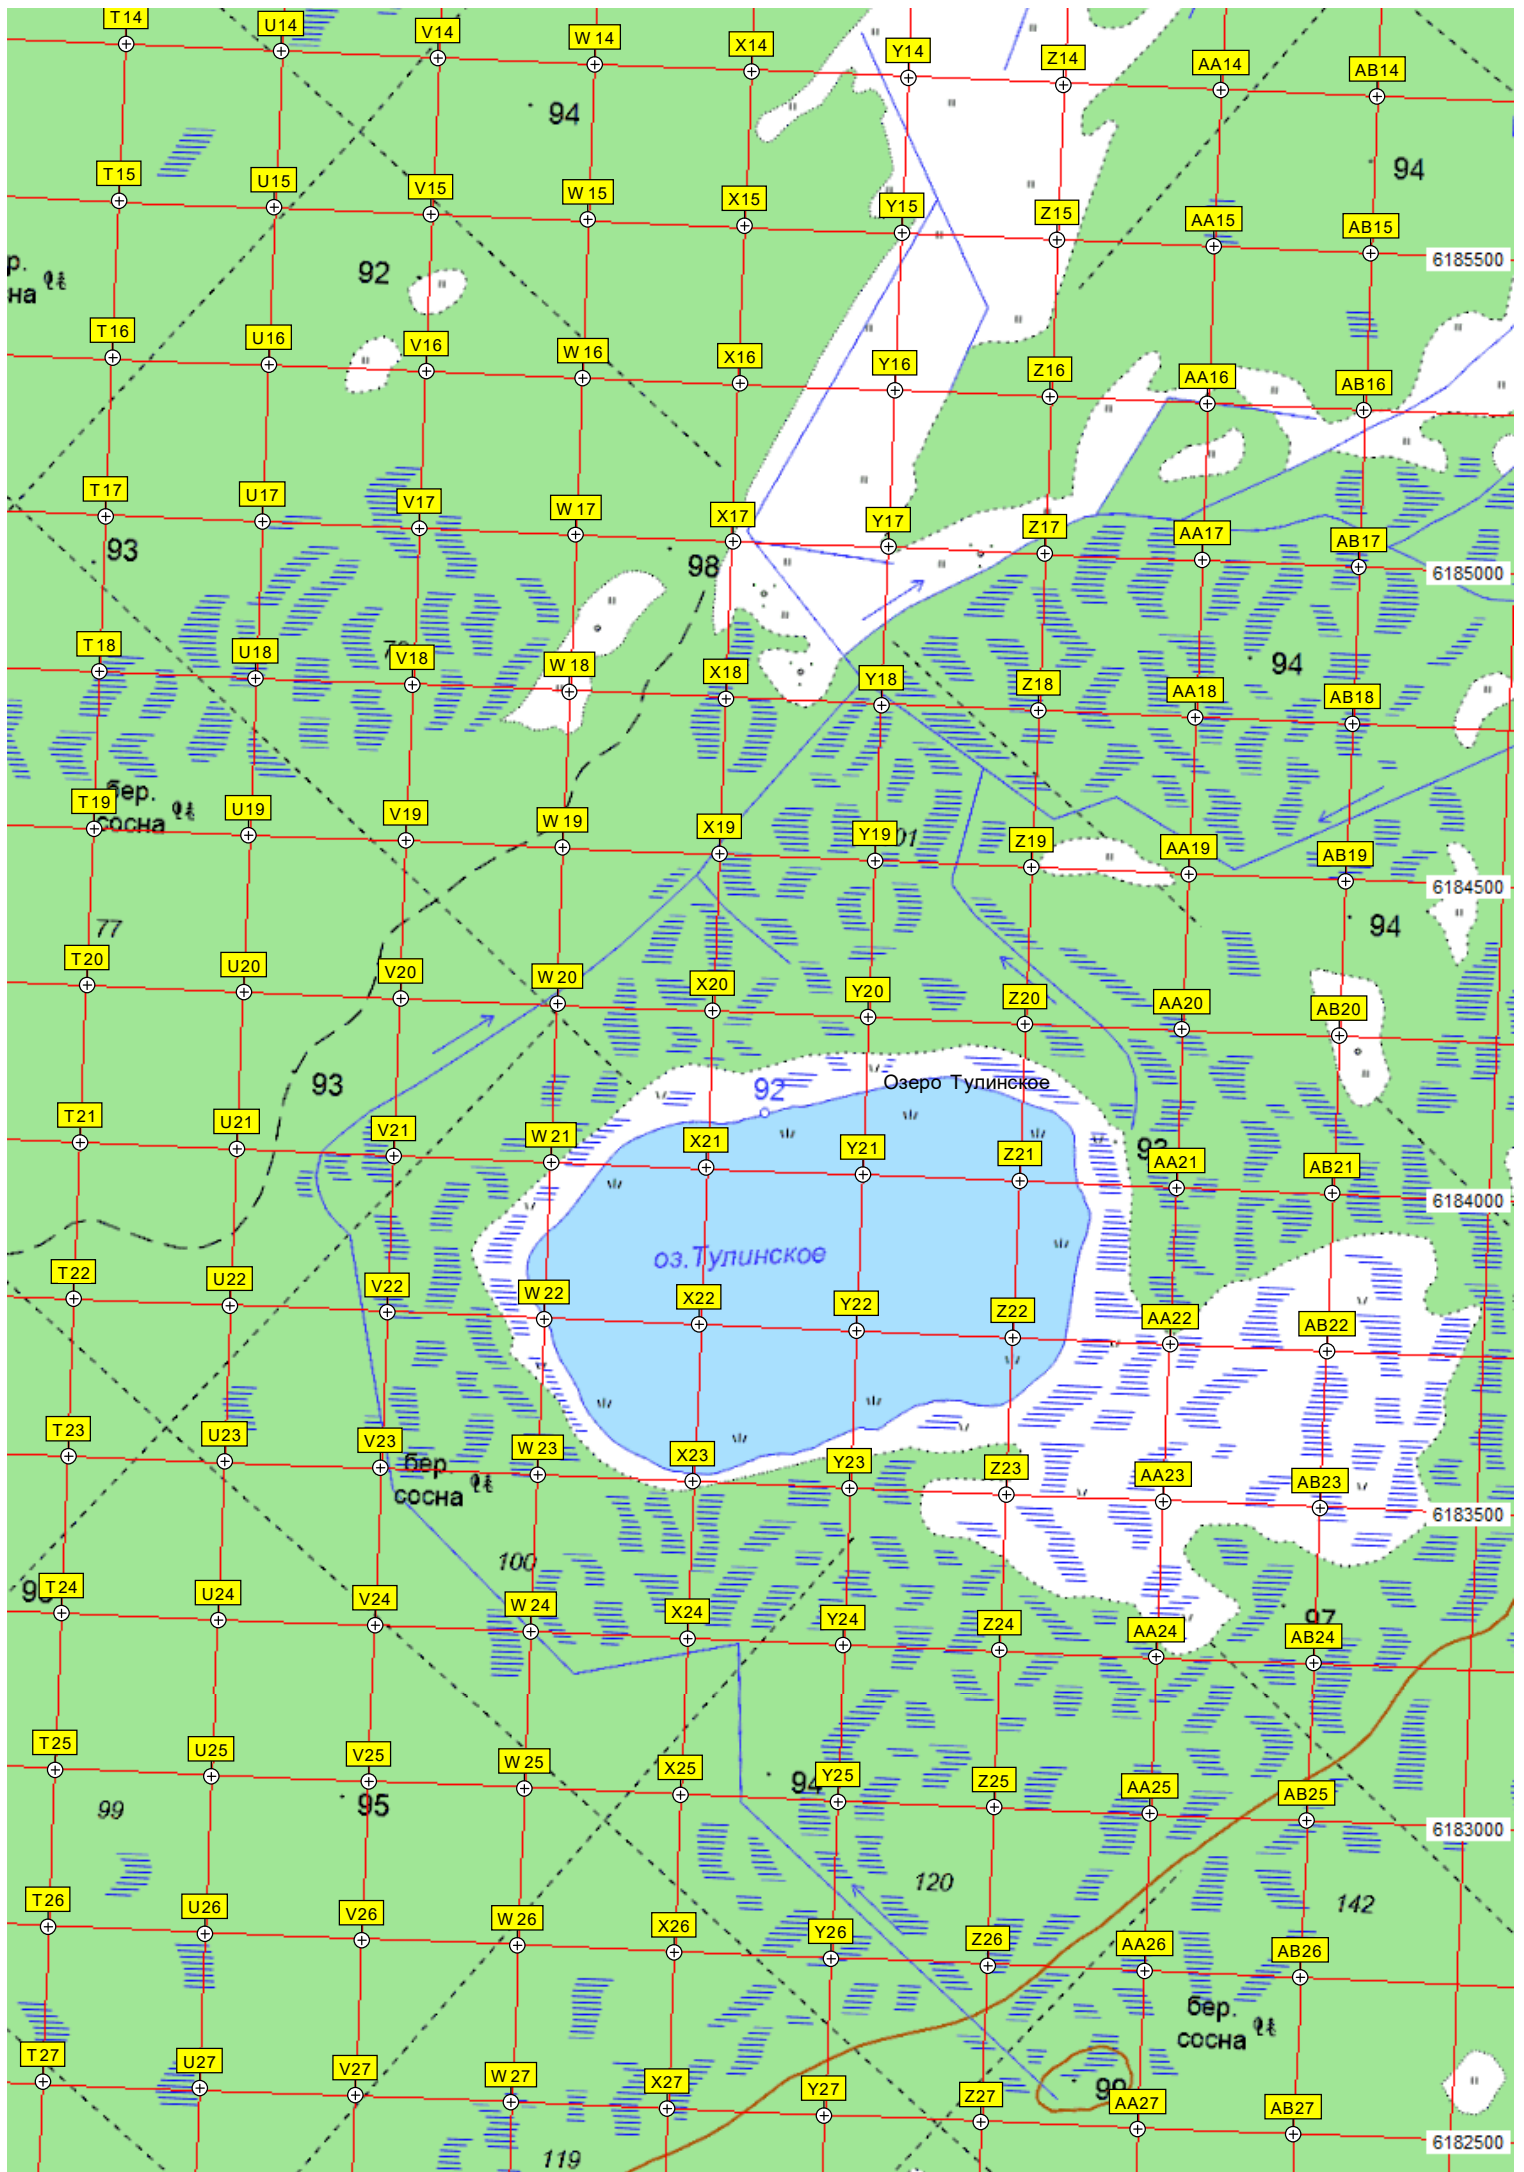 T14 U14 V14 W14 X14 Y14 Z14 AA14 AB14
94
94
T15 U15 V15 W15 X15 Y15 Z15 AA15 AB15
6185500
92
на
T16 U16 V16 W16 X16 Y16 Z16 AA16 AB16
T17 U17 V17 W17 X17 Y17 Z17 AA17 AB17
93
98
6185000
T18 U18 V18 W18 X18 Y18 Z18 AA18 AB18
94
бер.
сосна
T19 U19 V19 W19 X19 Y19 Z19 AA19 AB19
01
6184500
77
94
T20 U20 V20 W20 X20 Y20 Z20 AA20 AB20
93
92
Озеро Тулинское
T21 U21 V21 W21 X21 Y21 Z21 AA21 AB21
6184000
оз.Тулинское
T22 U22 V22 W22 X22 Y22 Z22 AA22 AB22
T23 U23 V23 W23 X23 Y23 Z23 AA23 AB23
бер.
сосна
6183500
100
T24 U24 V24 W24 X24 Y24 Z24 AA24 AB24
97
T25 U25 V25 W25 X25 Y25 Z25 AA25 AB25
99
95
94
6183000
120
142
T26 U26 V26 W26 X26 Y26 Z26 AA26 AB26
бер.
сосна
T27 U27 V27 W27 X27 Y27 Z27 AA27 AB27
99
119
6182500